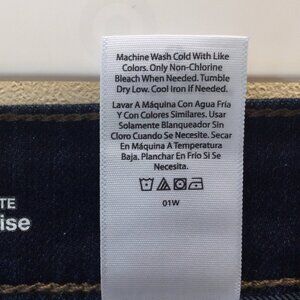 Machine Wash Cold With Like
Colors. Only Non-Chlorine
Bleach When Needed. Tumble
Dry Low. Cool Iron If Needed.
Lavar A Máquina Con Agua Fría
Y Con Colores Similares. Usar
Solamente Blanqueador Sin
Cloro Cuando Se Necesite. Secar
En Máquina A Temperatura
Baja. Planchar En Frío Si Se
Necesita.
01W
TE
ise